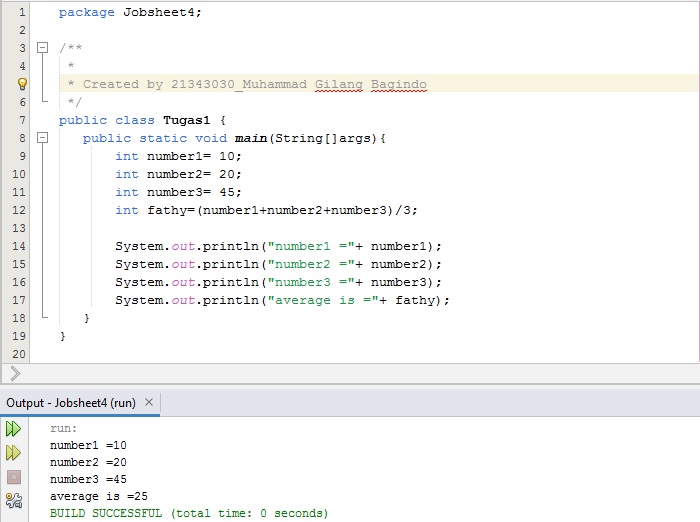 1 package Jobsheet4;
2
3 /**
4 *
* Created by 21343030_Muhammad Gilang Bagindo
6 */
7 public class Tugas1 {
8 public static void main(String[]args){
9 int number1= 10;
10 int number2= 20;
11 int number3= 45;
12 int fathy=(number1+number2+number3)/3;
13
14 System.out.println("number1 ="+ number1);
15 System.out.println("number2 ="+ number2);
16 System.out.println("number3 ="+ number3);
17 System.out.println("average is ="+ fathy);
18 }
19 }
20
Output - Jobsheet4 (run) ×
run:
number1 =10
number2 =20
number3 =45
average is =25
BUILD SUCCESSFUL (total time: 0 seconds)